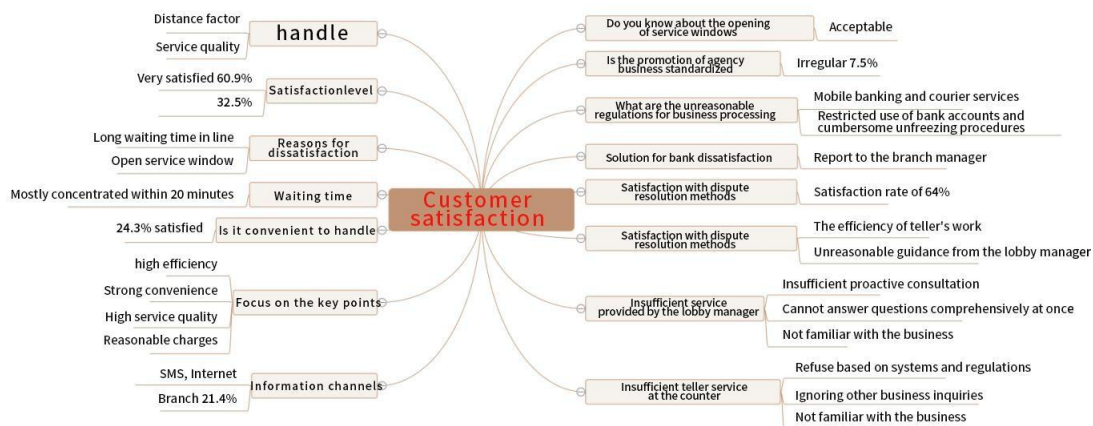 Customer
satisfaction
handle
Distance factor
Service quality
Satisfactionlevel
Very satisfied 60.9%
32.5%
Reasons for
dissatisfaction
Long waiting time in line
Open service window
Waiting time
Mostly concentrated within 20 minutes
Is it convenient to handle
24.3% satisfied
Focus on the key points
high efficiency
Strong convenience
High service quality
Reasonable charges
Information channels
SMS, Internet
Branch 21.4%
Do you know about the opening
of service windows
Acceptable
Is the promotion of agency
business standardized
Irregular 7.5%
What are the unreasonable
regulations for business processing
Mobile banking and courier services
Restricted use of bank accounts and
cumbersome unfreezing procedures
Solution for bank dissatisfaction
Report to the branch manager
Satisfaction with dispute
resolution methods
Satisfaction rate of 64%
Satisfaction with dispute
resolution methods
The efficiency of teller's work
Unreasonable guidance from the lobby manager
Insufficient service
provided by the lobby manager
Insufficient proactive consultation
Cannot answer questions comprehensively at once
Not familiar with the business
Insufficient teller service
at the counter
Refuse based on systems and regulations
Ignoring other business inquiries
Not familiar with the business